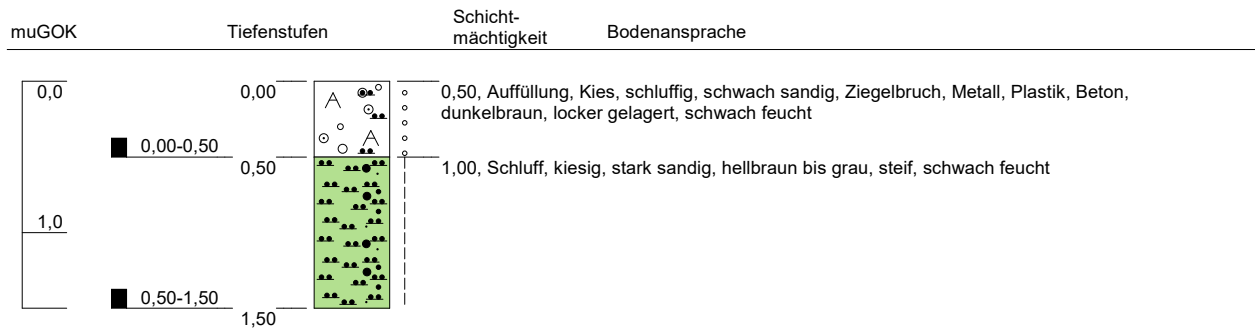 muGOK Tiefenstufen Schicht-
mächtigkeit Bodenansprache
0,0 0,00 0,50, Auffüllung, Kies, schluffig, schwach sandig, Ziegelbruch, Metall, Plastik, Beton,
dunkelbraun, locker gelagert, schwach feucht
0,00-0,50
0,50 1,00, Schluff, kiesig, stark sandig, hellbraun bis grau, steif, schwach feucht
1,0
0,50-1,50
1,50